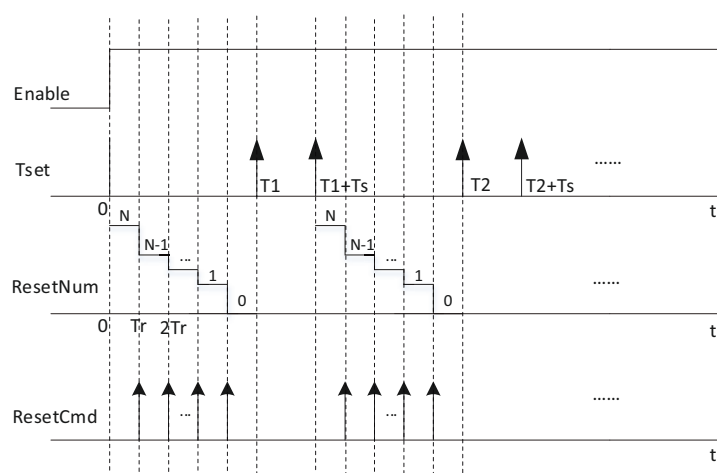 Enable
Tset
T1
T1+Ts
T2
T2+Ts
......
0
t
N
N-1
...
1
0
N
N-1
...
1
0
ResetNum
......
0
Tr
2Tr
t
ResetCmd
...
...
......
t